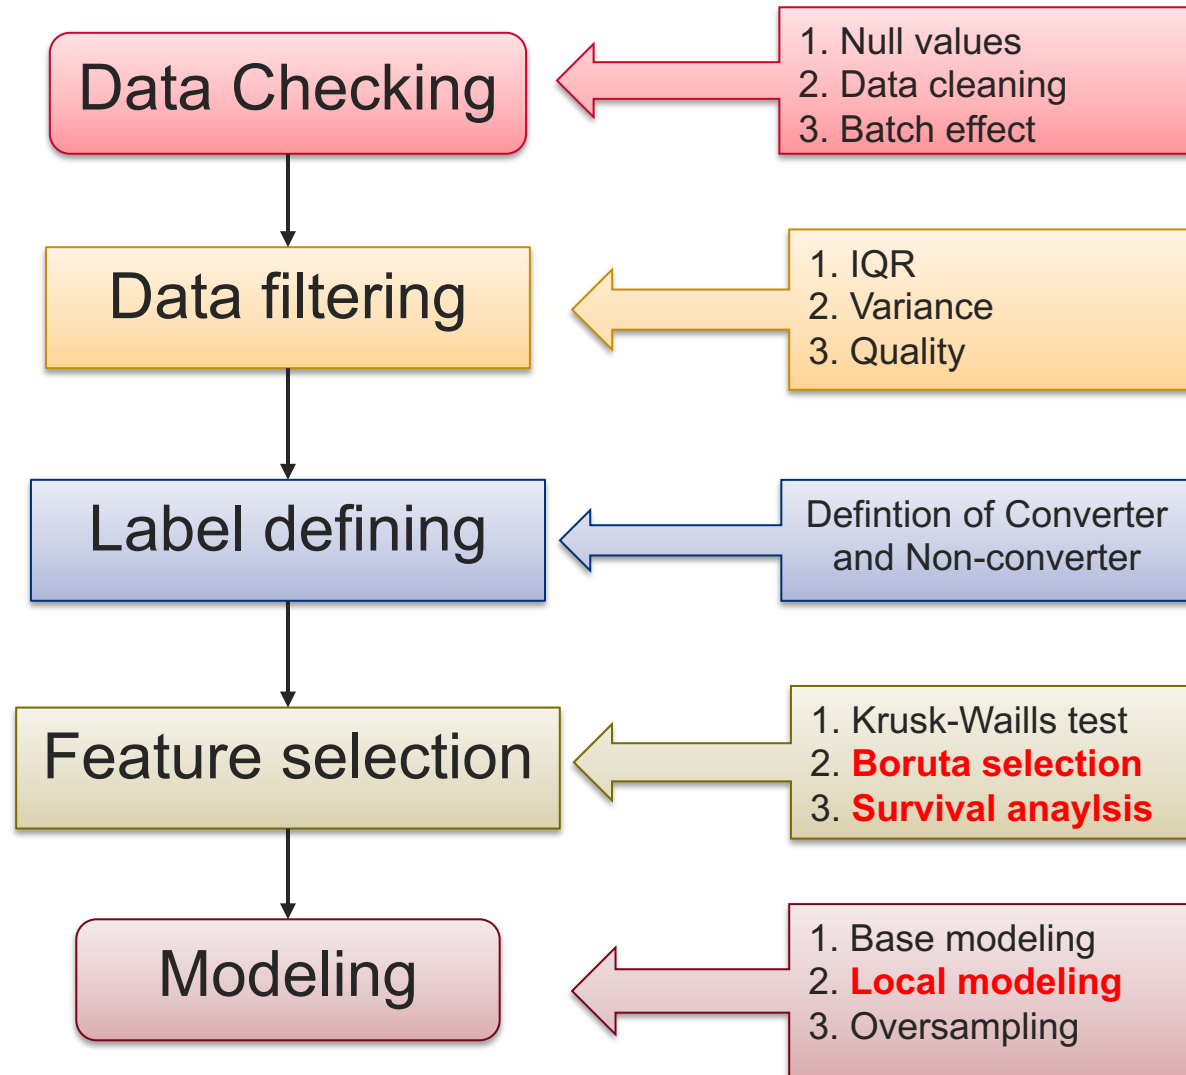 Data Checking
1. Null values
2. Data cleaning
3. Batch effect
Data filtering
1. IQR
2. Variance
3. Quality
Label defining
Defintion of Converter
and Non-converter
Feature selection
1. Krusk-Waills test
2. Boruta selection
3. Survival anaylsis
Modeling
1. Base modeling
2. Local modeling
3. Oversampling